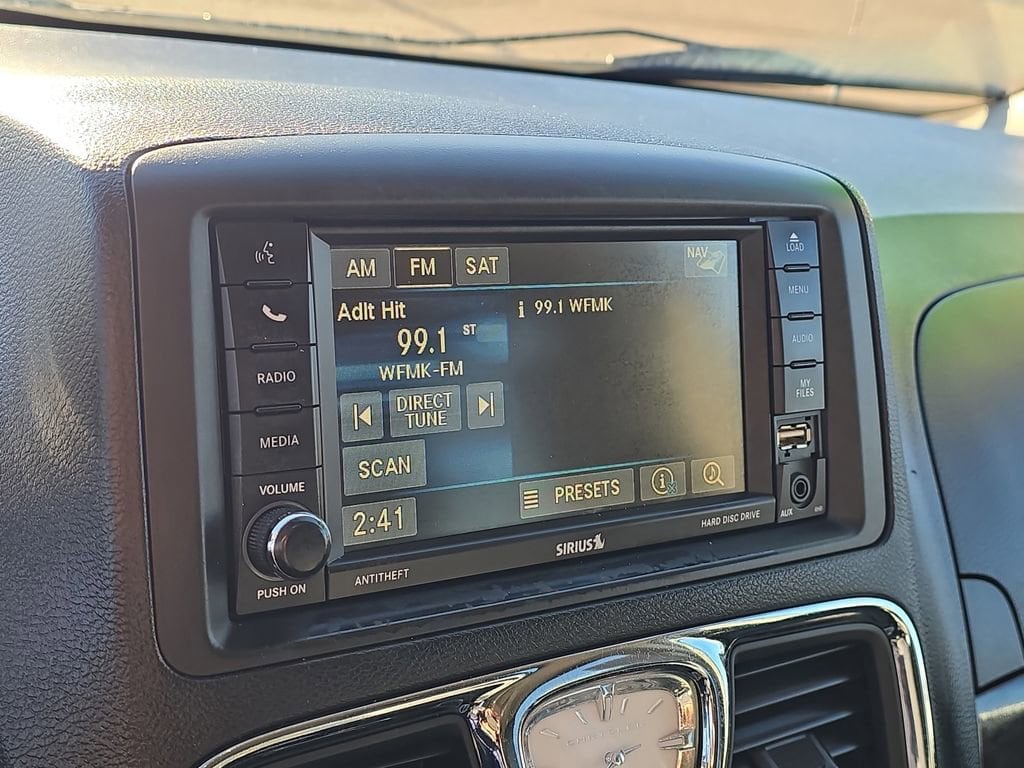 AM FM SAT NAV
Adlt Hit
99.1 ST
WFMK-FM
i 99.1 WFMK
DIRECT
TUNE
SCAN
2:41
PRESETS
RADIO
MEDIA
VOLUME
PUSH ON
ANTITHEFT
SIRIUS
HARD DISC DRIVE
LOAD
MENU
AUDIO
MY
FILES
AUX
CHRYSLER